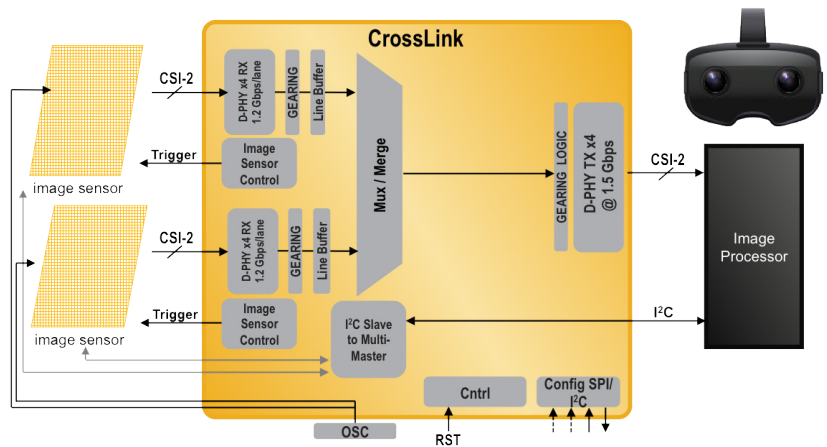 CrossLink
CSI-2
D-PHY x4 RX
1.2 Gbps/lane
GEARING
Line Buffer
Trigger
Image
Sensor
Control
image sensor
Mux / Merge
GEARING LOGIC
D-PHY TX x4
@ 1.5 Gbps
CSI-2
Image
Processor
CSI-2
D-PHY x4 RX
1.2 Gbps/lane
GEARING
Line Buffer
Trigger
Image
Sensor
Control
image sensor
I²C Slave
to Multi-
Master
I²C
Cntrl
Config SPI/
I²C
OSC
RST